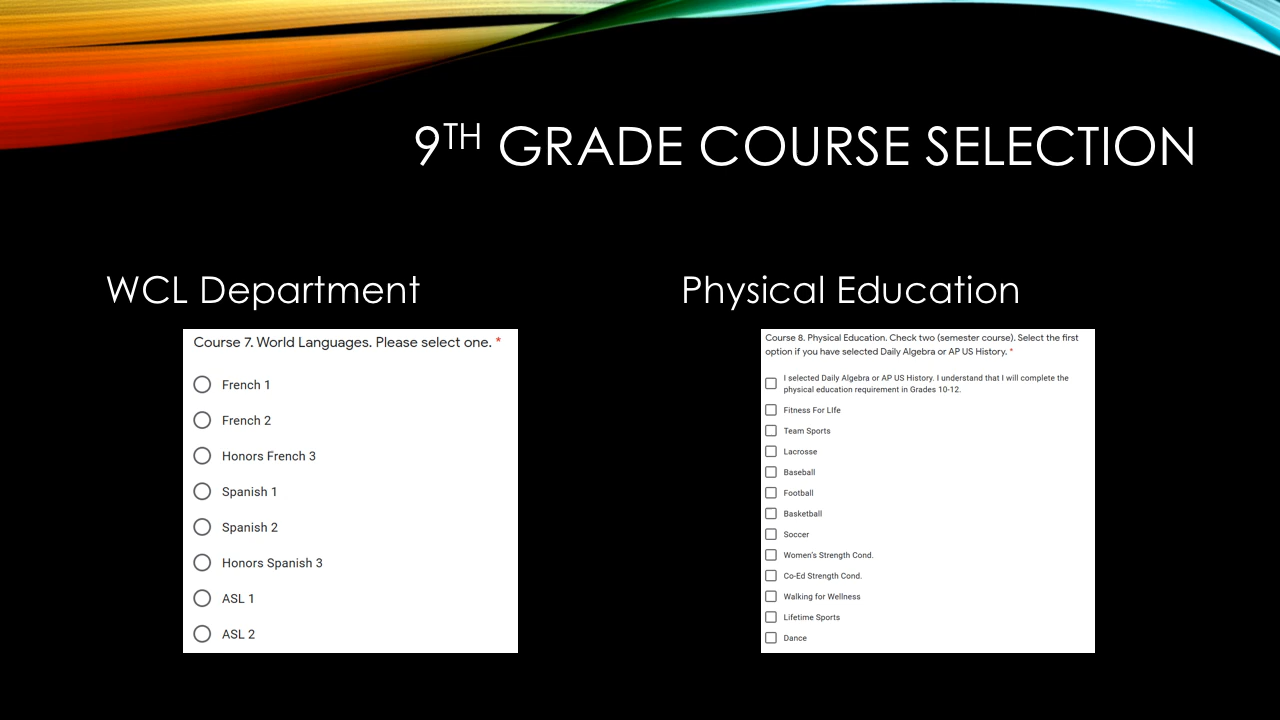 9TH GRADE COURSE SELECTION
WCL Department
Course 7. World Languages. Please select one. *
French 1
French 2
Honors French 3
Spanish 1
Spanish 2
Honors Spanish 3
ASL 1
ASL 2
Physical Education
Course 8. Physical Education. Check two (semester course). Select the first
option if you have selected Daily Algebra or AP US History. *
I selected Daily Algebra or AP US History. I understand that I will complete the
physical education requirement in Grades 10-12.
Fitness For LIfe
Team Sports
Lacrosse
Baseball
Football
Basketball
Soccer
Women's Strength Cond.
Co-Ed Strength Cond.
Walking for Wellness
Lifetime Sports
Dance